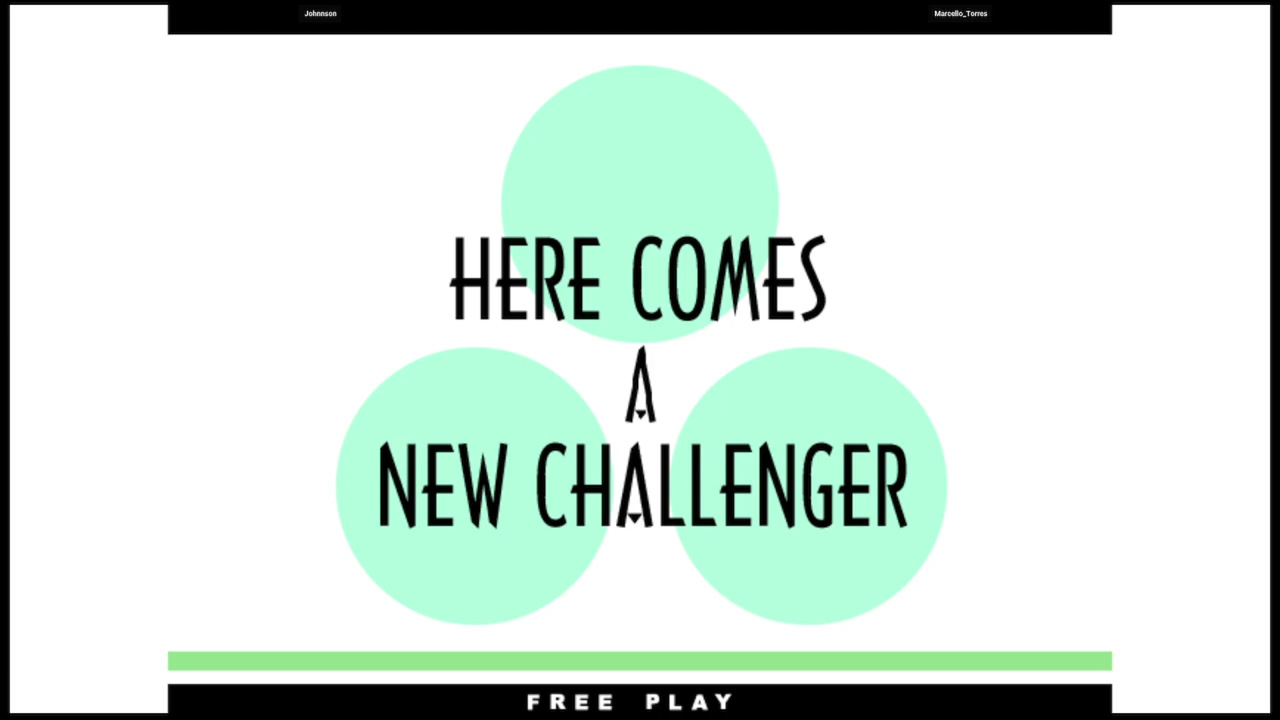 Johnnson
Marcello_Torres
HERE COMES
A
NEW CHALLENGER
FREE PLAY